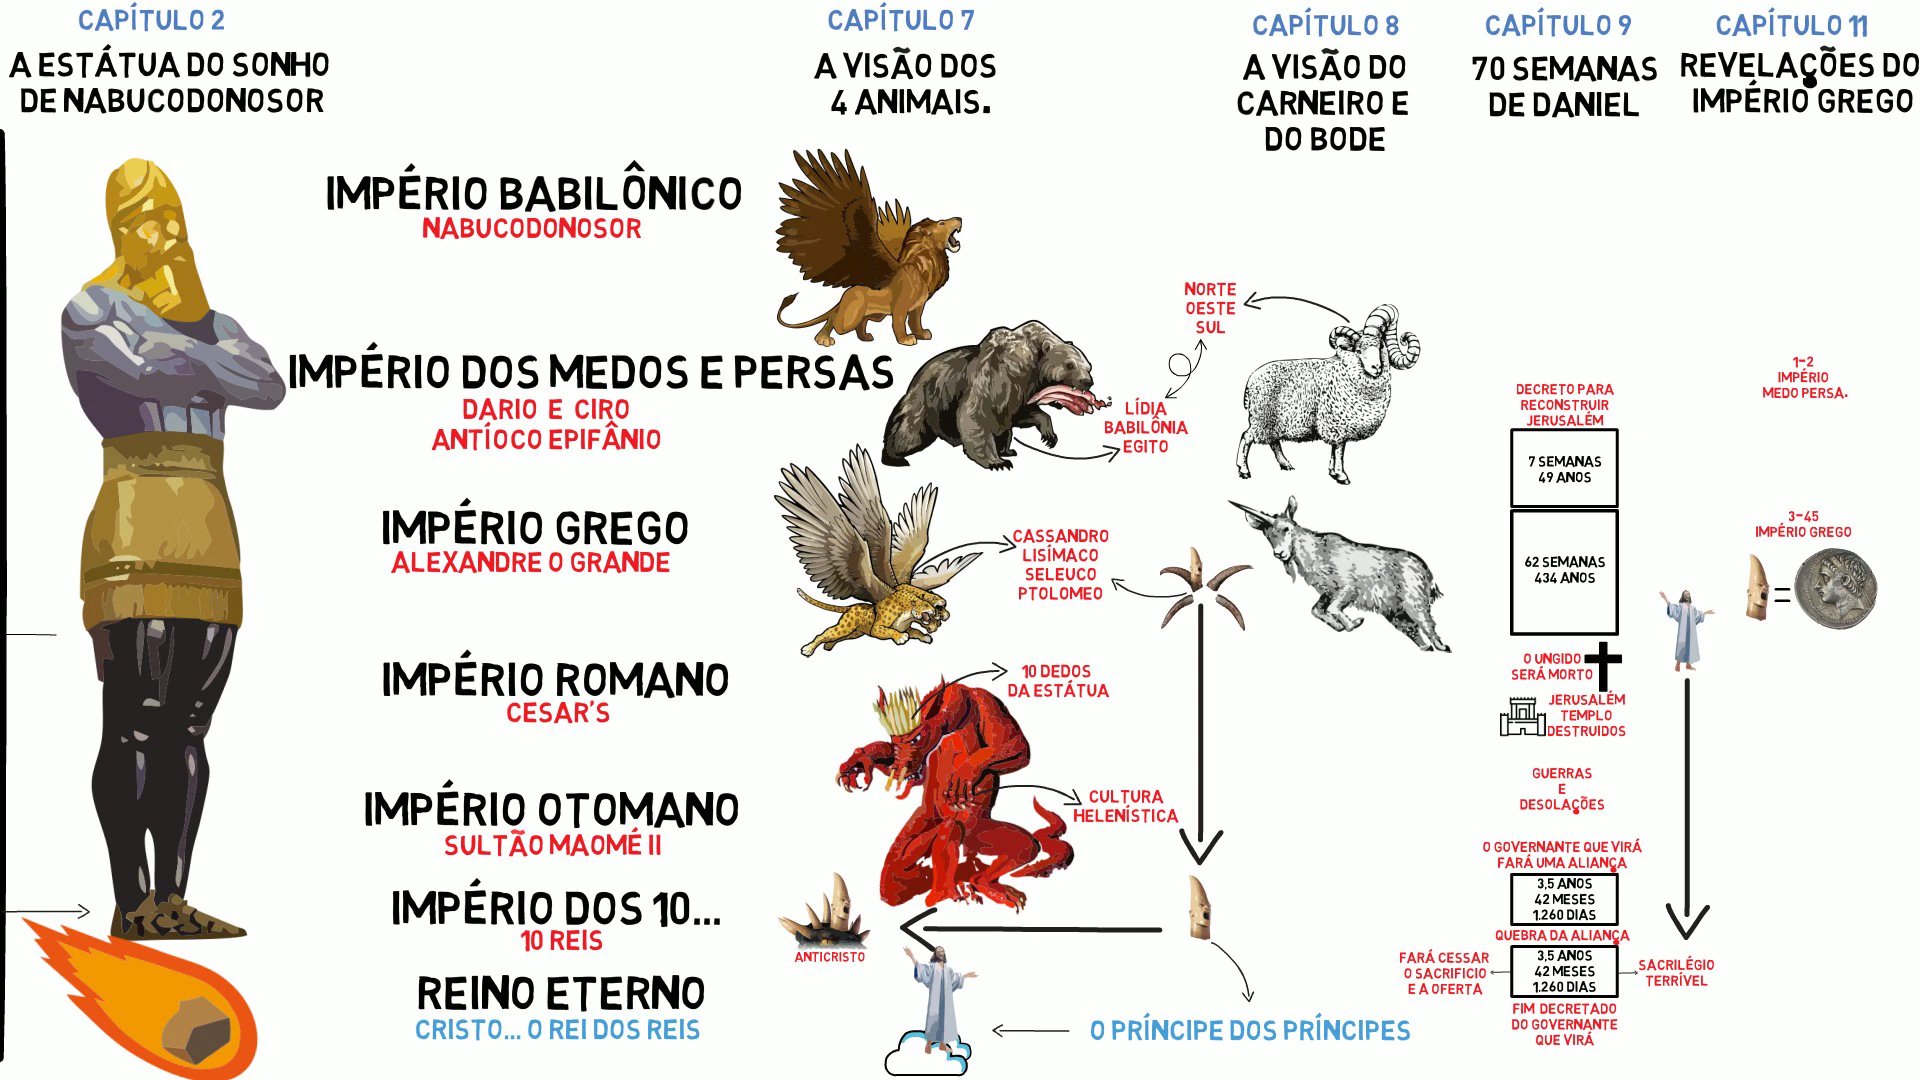 CAPÍTULO 2
A ESTÁTUA DO SONHO
DE NABUCODONOSOR
CAPÍTULO 7
A VISÃO DOS
4 ANIMAIS.
CAPÍTULO 8
A VISÃO DO
CARNEIRO E
DO BODE
CAPÍTULO 9
70 SEMANAS
DE DANIEL
CAPÍTULO 11
REVELAÇÕES DO
IMPÉRIO GREGO
IMPÉRIO BABILÔNICO
NABUCODONOSOR
IMPÉRIO DOS MEDOS E PERSAS
DARIO E CIRO
ANTÍOCO EPIFÂNIO
IMPÉRIO GREGO
ALEXANDRE O GRANDE
IMPÉRIO ROMANO
CESAR'S
IMPÉRIO OTOMANO
SULTÃO MAOMÉ II
IMPÉRIO DOS 10...
10 REIS
REINO ETERNO
CRISTO... O REI DOS REIS
NORTE
OESTE
SUL
LÍDIA
BABILÔNIA
EGITO
CASSANDRO
LISÍMACO
SELEUCO
PTOLOMEO
10 DEDOS
DA ESTÁTUA
CULTURA
HELENÍSTICA
ANTICRISTO
O PRÍNCIPE DOS PRÍNCIPES
DECRETO PARA
RECONSTRUIR
JERUSALÉM
7 SEMANAS
49 ANOS
62 SEMANAS
434 ANOS
O UNGIDO
SERÁ MORTO
JERUSALÉM
TEMPLO
DESTRUIDOS
GUERRAS
E
DESOLAÇÕES
O GOVERNANTE QUE VIRÁ
FARÁ UMA ALIANÇA
3,5 ANOS
42 MESES
1.260 DIAS
QUEBRA DA ALIANÇA
FARÁ CESSAR
O SACRIFICIO
E A OFERTA
3,5 ANOS
42 MESES
1.260 DIAS
SACRILÉGIO
TERRÍVEL
FIM DECRETADO
DO GOVERNANTE
QUE VIRÁ
1-2
IMPÉRIO
MEDO PERSA.
3-45
IMPÉRIO GREGO
=